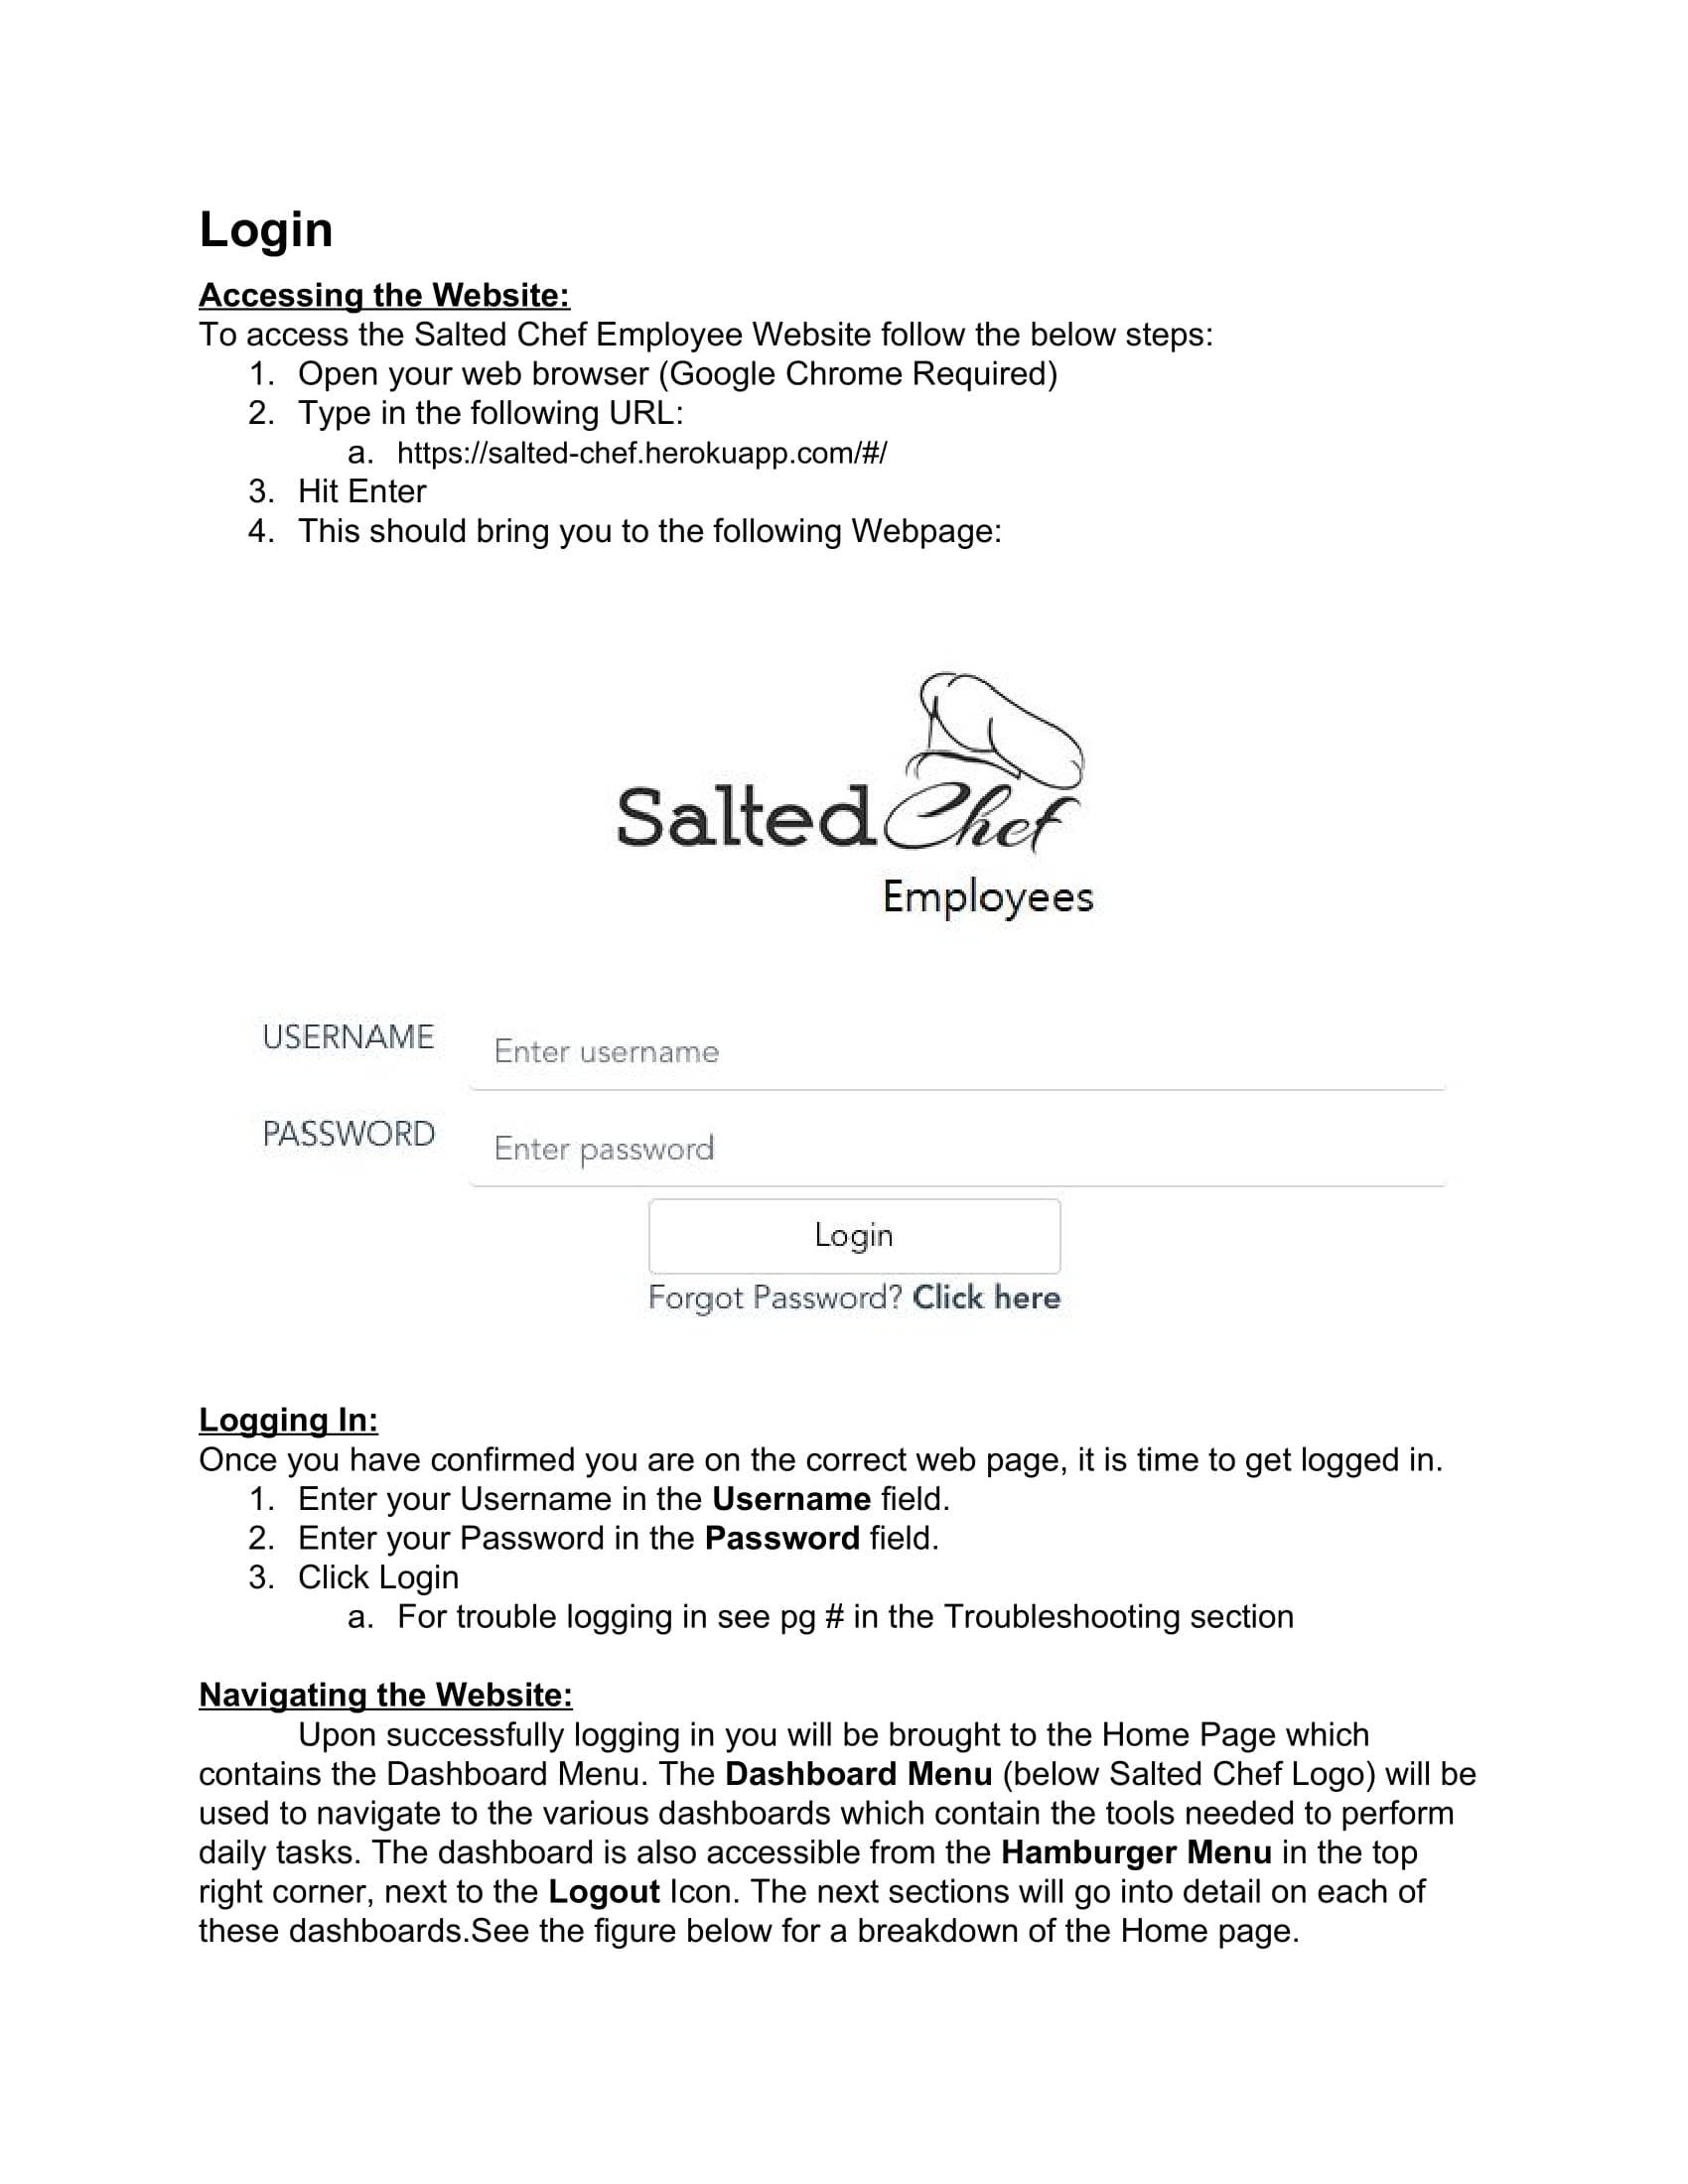 Login
Accessing the Website:
To access the Salted Chef Employee Website follow the below steps:
1. Open your web browser (Google Chrome Required)
2. Type in the following URL:
a. https://salted-chef.herokuapp.com/#/
3. Hit Enter
4. This should bring you to the following Webpage:
Salted Chef
Employees
USERNAME Enter username
PASSWORD Enter password
Login
Forgot Password? Click here
Logging In:
Once you have confirmed you are on the correct web page, it is time to get logged in.
1. Enter your Username in the Username field.
2. Enter your Password in the Password field.
3. Click Login
a. For trouble logging in see pg # in the Troubleshooting section
Navigating the Website:
Upon successfully logging in you will be brought to the Home Page which
contains the Dashboard Menu. The Dashboard Menu (below Salted Chef Logo) will be
used to navigate to the various dashboards which contain the tools needed to perform
daily tasks. The dashboard is also accessible from the Hamburger Menu in the top
right corner, next to the Logout Icon. The next sections will go into detail on each of
these dashboards.See the figure below for a breakdown of the Home page.